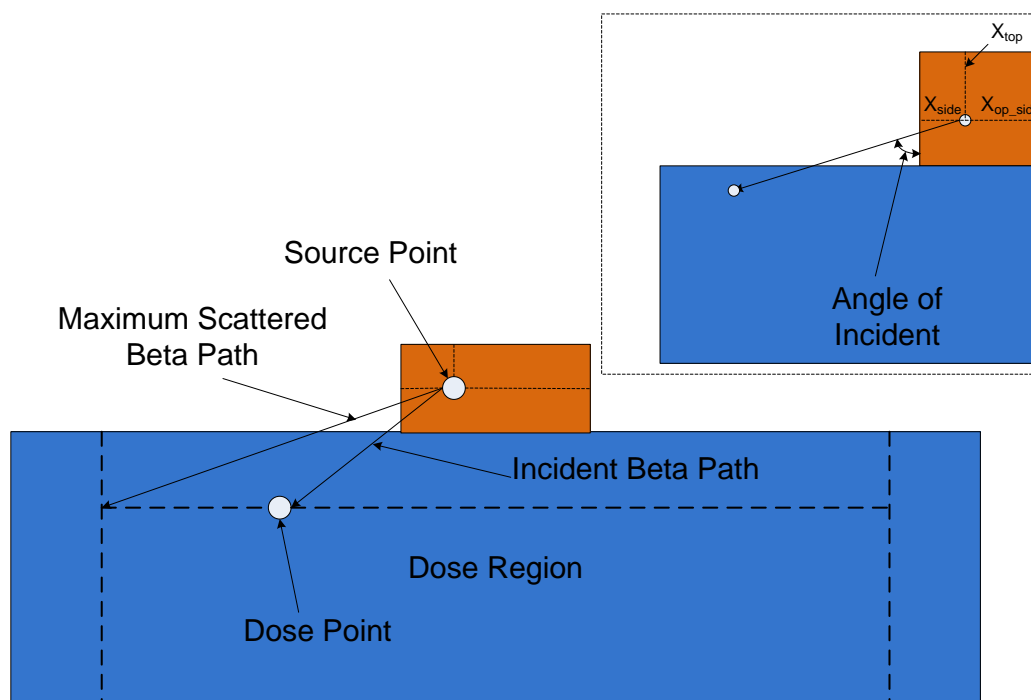 X_top
X_side X_op_sid
Source Point
Angle of
Incident
Maximum Scattered
Beta Path
Incident Beta Path
Dose Region
Dose Point